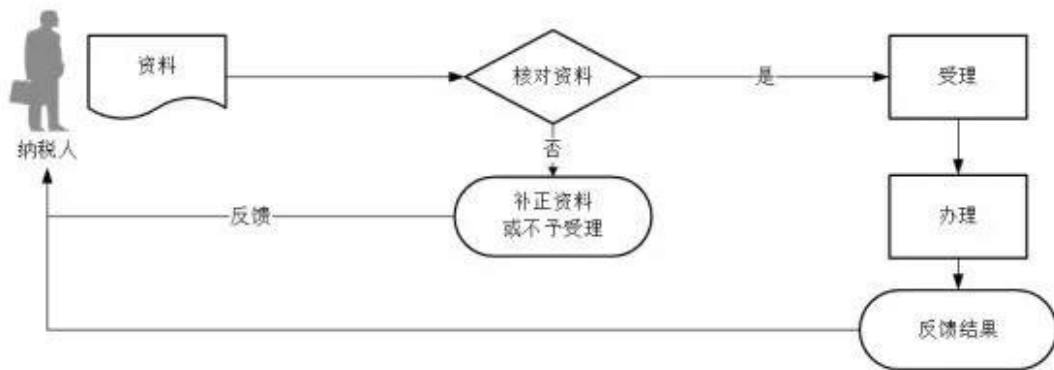 资料
核对资料
是
受理
纳税人
否
补正资料
或不予受理
反馈
办理
反馈结果